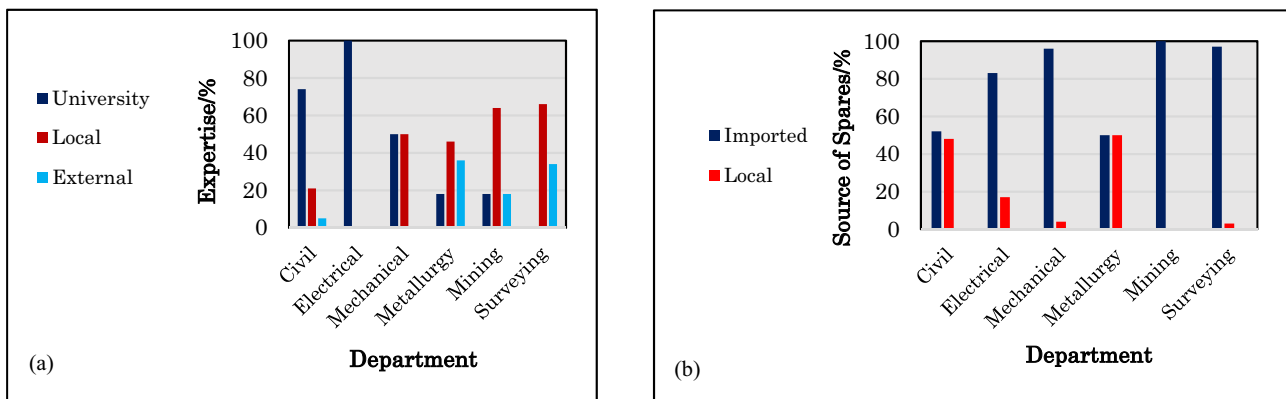 University
Local
External
Expertise/%
100
80
60
40
20
0
Civil
Electrical
Mechanical
Metallurgy
Mining
Surveying
Department
(a)
Imported
Local
Source of Spares/%
100
80
60
40
20
0
Civil
Electrical
Mechanical
Metallurgy
Mining
Surveying
Department
(b)